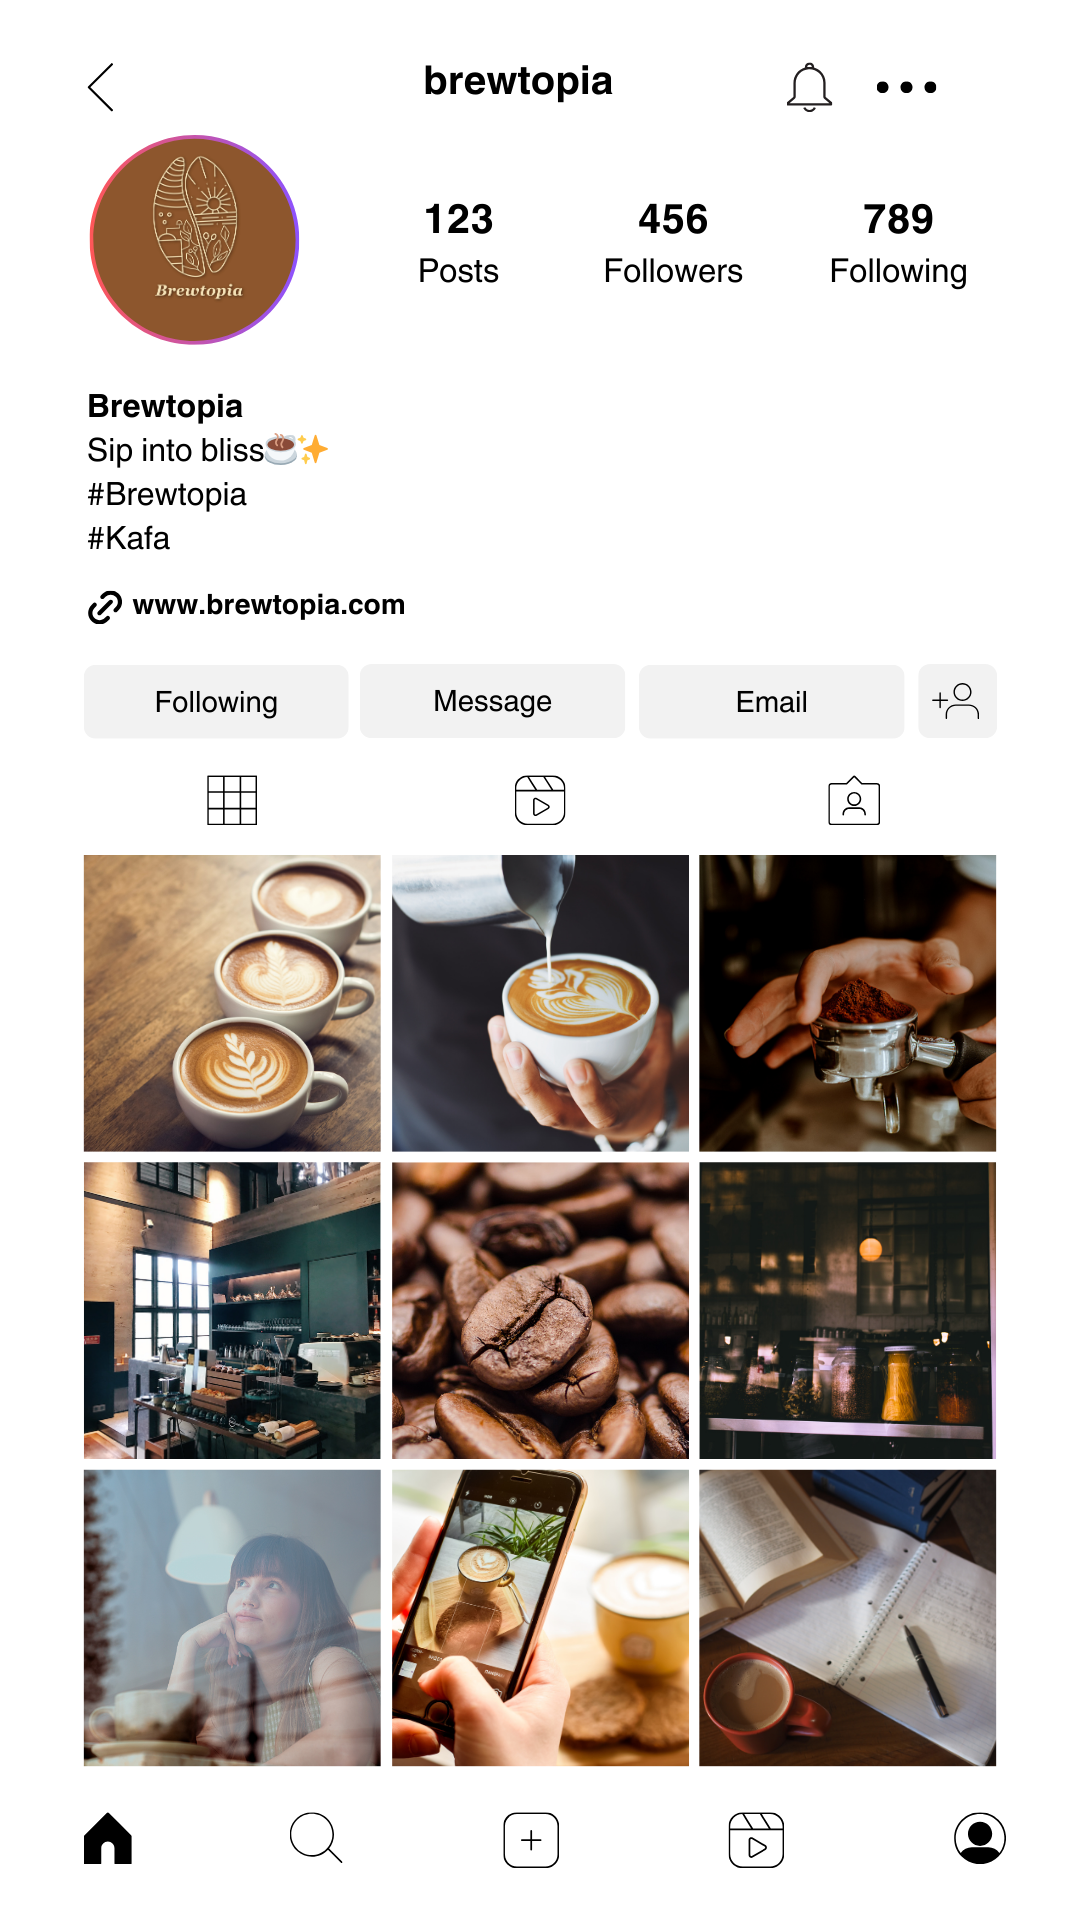 brewtopia
Brewtopia
123
Posts
456
Followers
789
Following
Brewtopia
Sip into bliss☕✨
#Brewtopia
#Kafa
www.brewtopia.com
Following
Message
Email